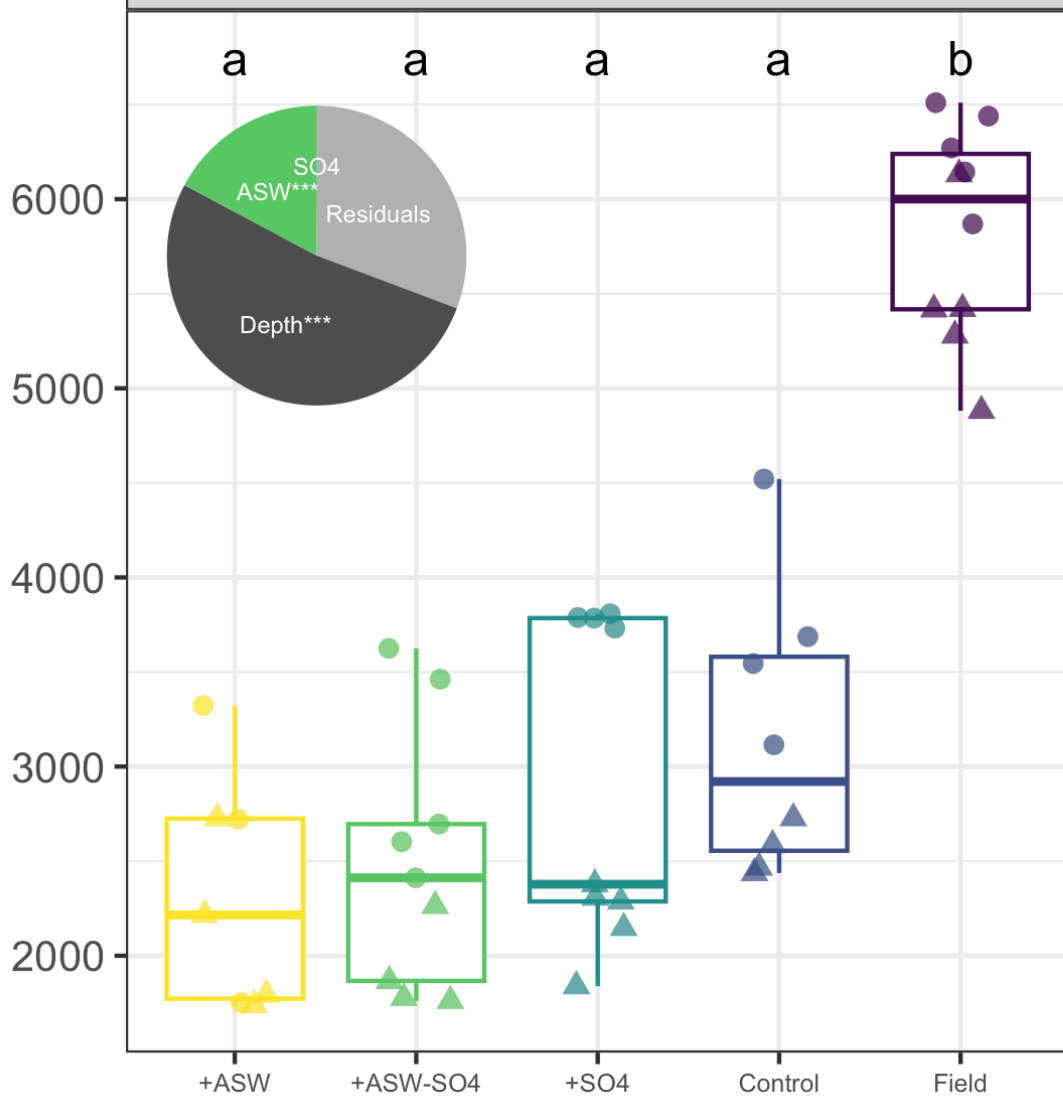 a a a a b
SO4
ASW***
Residuals
Depth***
6000
5000
4000
3000
2000
+ASW +ASW-SO4 +SO4 Control Field